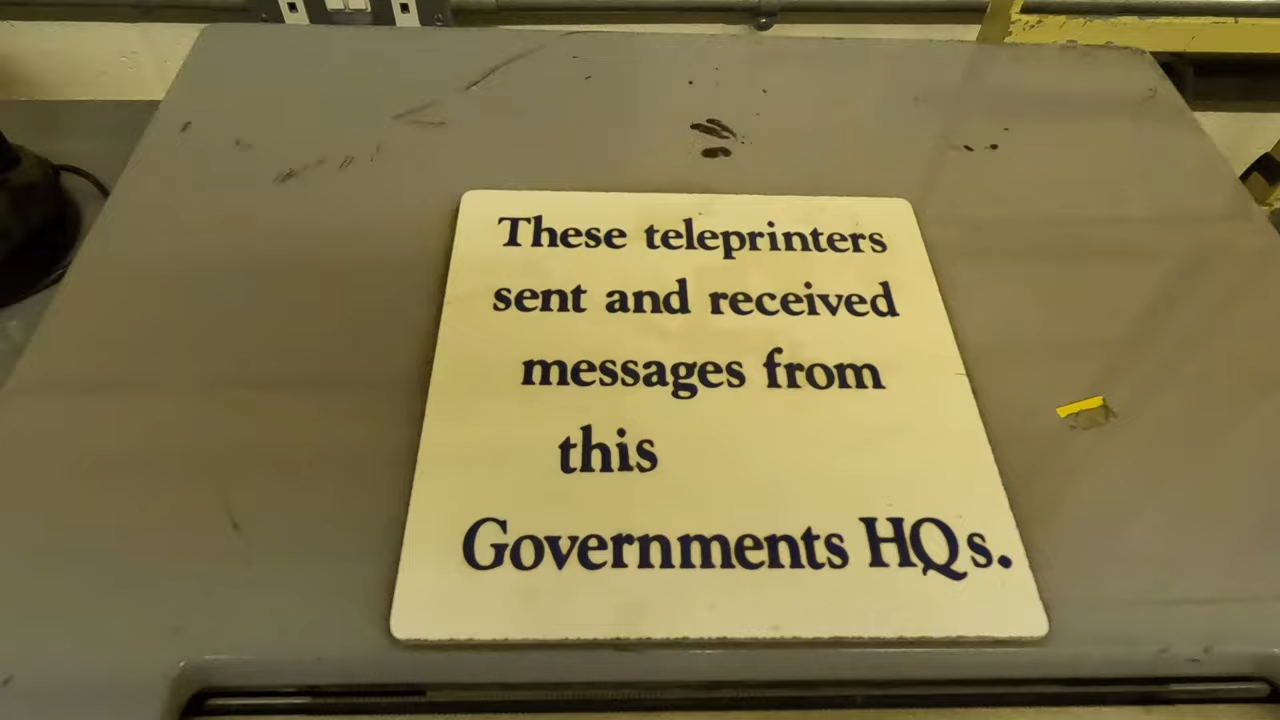 These teleprinters
sent and received
messages from
this
Governments HQs.